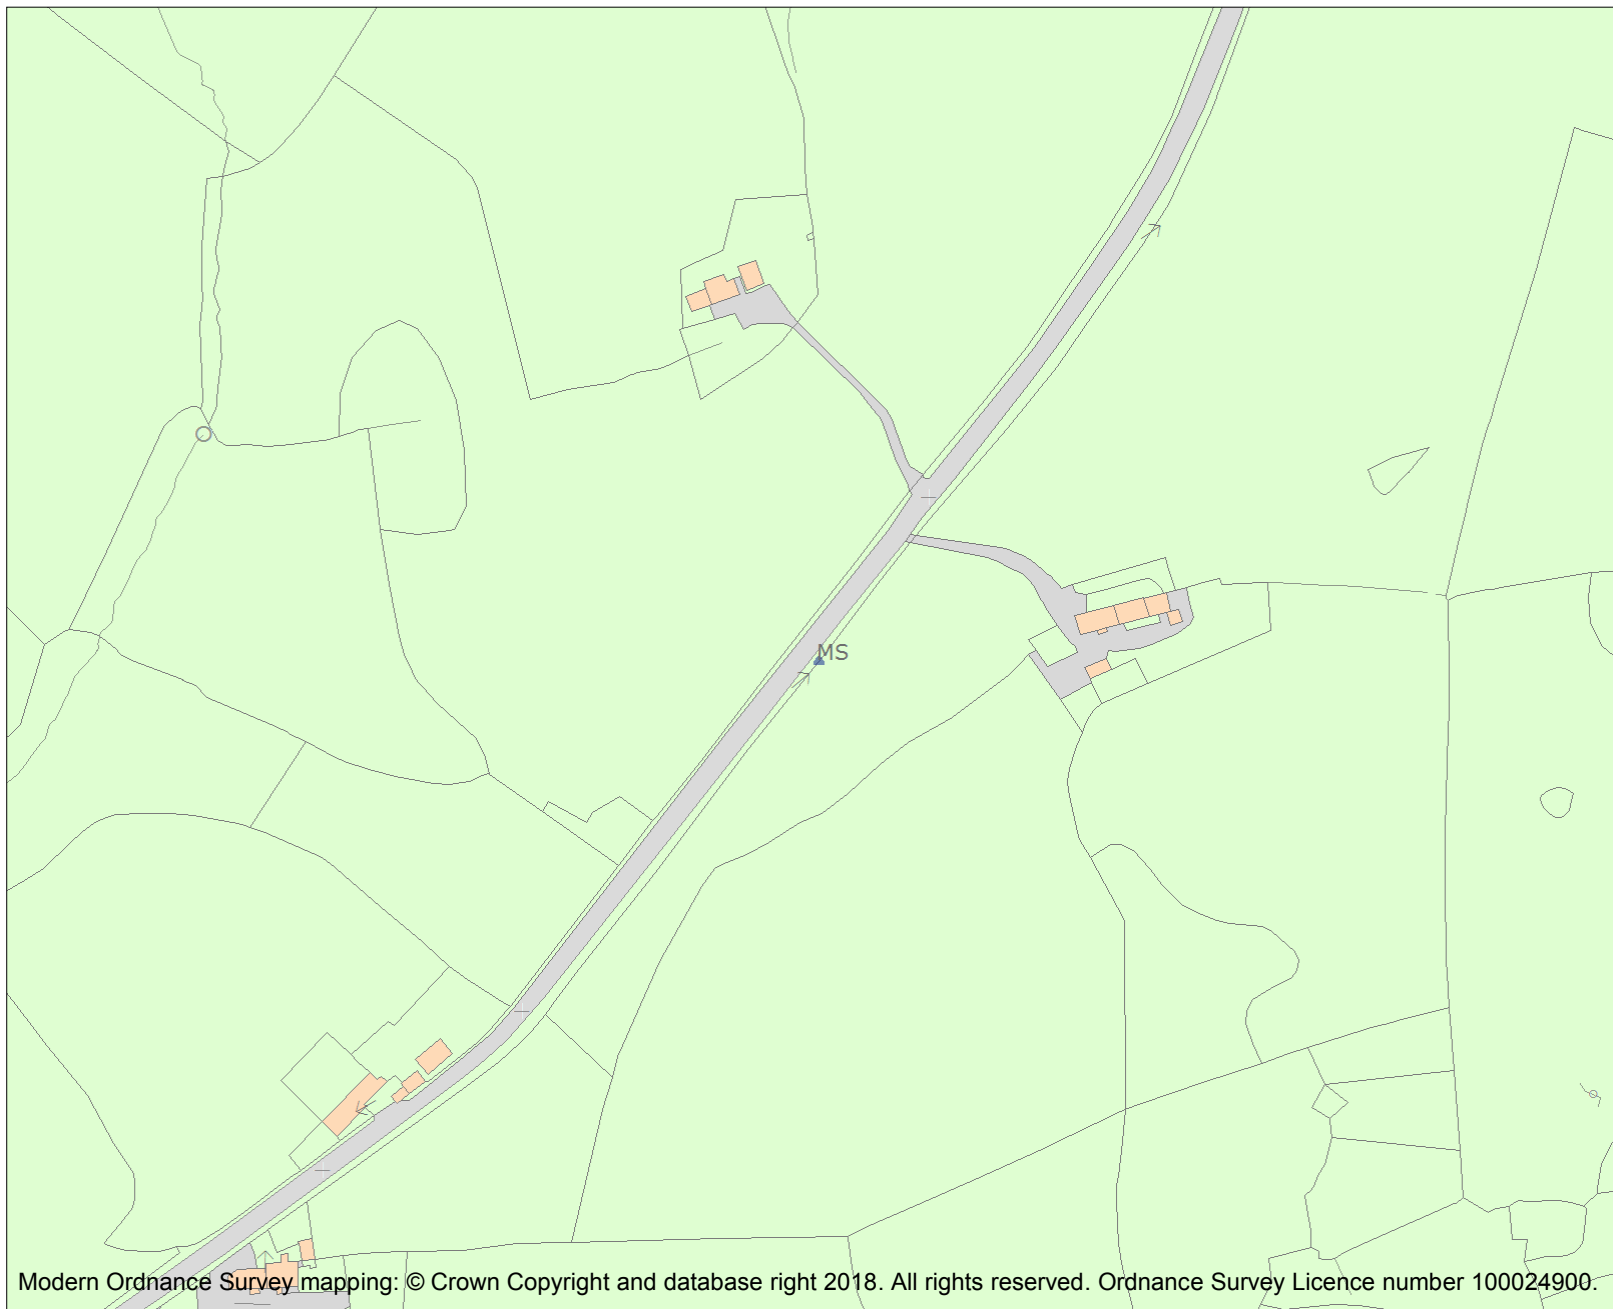 MS
Modern Ordnance Survey mapping: © Crown Copyright and database right 2018. All rights reserved. Ordnance Survey Licence number 100024900.